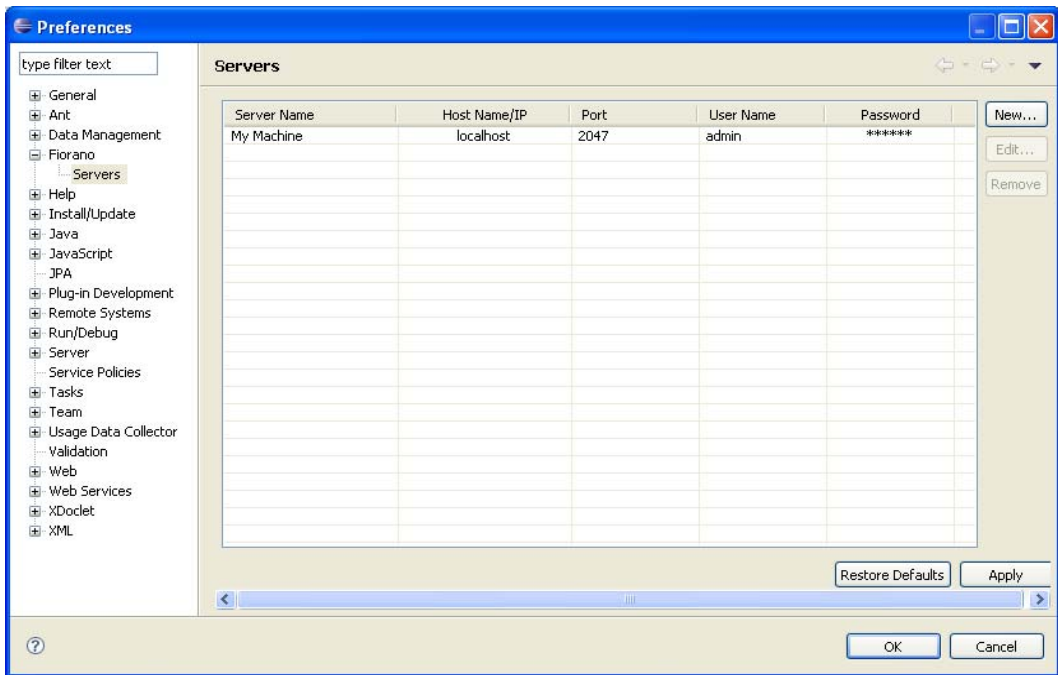 Preferences
type filter text
Servers
General
Ant
Data Management
Fiorano
Servers
Help
Install/Update
Java
JavaScript
JPA
Plug-in Development
Remote Systems
Run/Debug
Server
Service Policies
Tasks
Team
Usage Data Collector
Validation
Web
Web Services
XDoclet
XML
Server Name Host Name/IP Port User Name Password
My Machine localhost 2047 admin ******
New...
Edit...
Remove
Restore Defaults Apply
OK Cancel